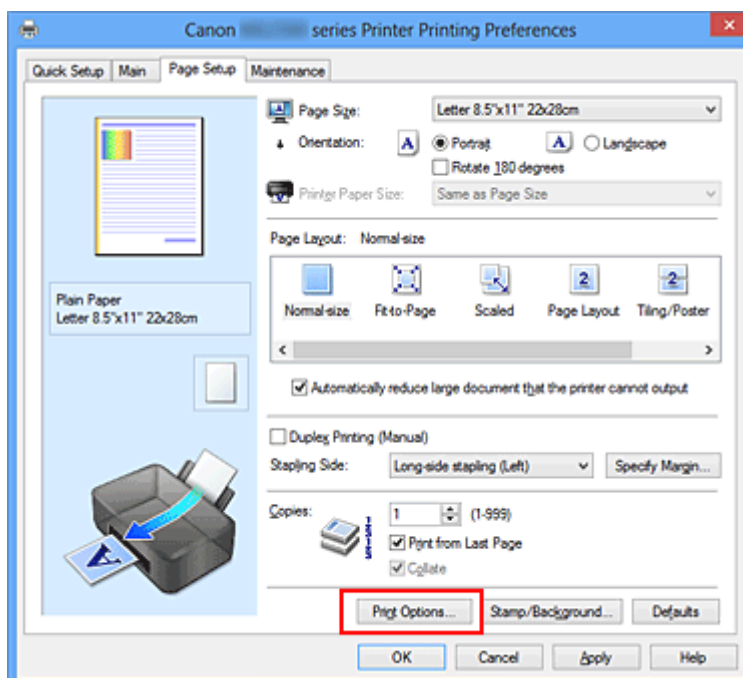 Canon series Printer Printing Preferences
Quick Setup Main Page Setup Maintenance
Page Size: Letter 8.5"x11" 22x28cm
Orientation: A Portrait A Landscape
Rotate 180 degrees
Printer Paper Size: Same as Page Size
Page Layout: Normal-size
2 2
Normal-size Fit-to-Page Scaled Page Layout Tiling/Poster
Plain Paper
Letter 8.5"x11" 22x28cm
Automatically reduce large document that the printer cannot output
Duplex Printing (Manual)
Stapling Side: Long-side stapling (Left) Specify Margin...
Copies: 1 (1-999)
Print from Last Page
Collate
A
Print Options... Stamp/Background... Defaults
OK Cancel Apply Help